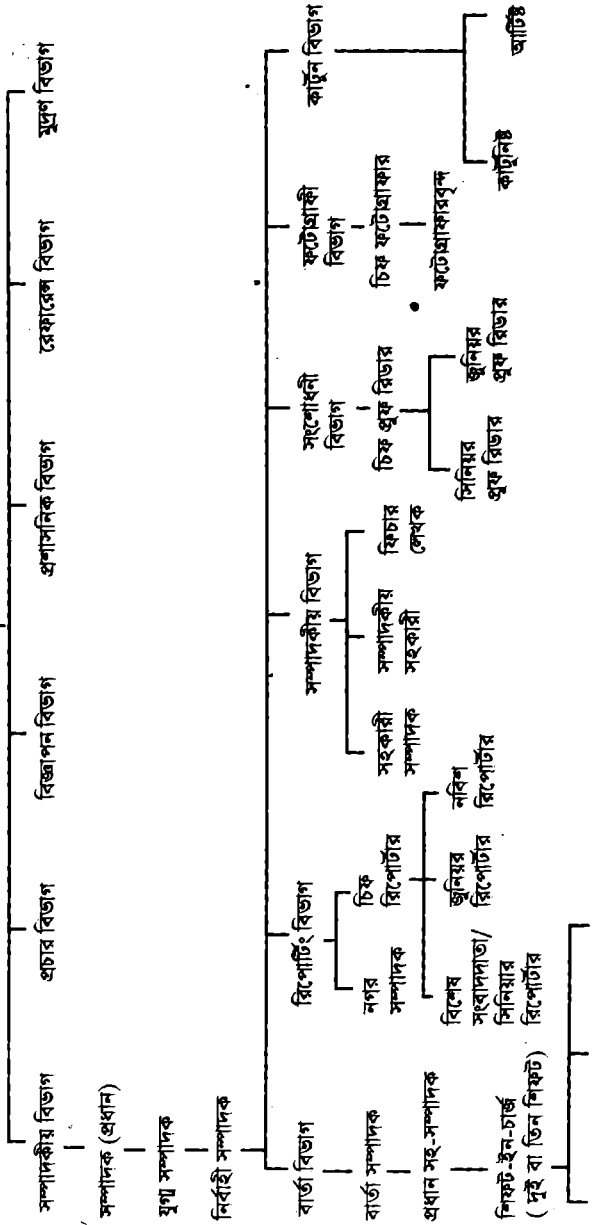 সম্পাদকীয় বিভাগ
প্রচার বিভাগ
বিজ্ঞাপন বিভাগ
প্রশাসনিক বিভাগ
রেফারেন্স বিভাগ
মুদ্রণ বিভাগ
সম্পাদক (প্রধান)
যুগ্ম সম্পাদক
নির্বাহী সম্পাদক
বার্তা বিভাগ
রিপোর্টিং বিভাগ
সম্পাদকীয় বিভাগ
সংশোধনী
বিভাগ
ফটোগ্রাফী
বিভাগ
কার্টুন বিভাগ
বার্তা সম্পাদক
প্রধান সহ-সম্পাদক
শিফট-ইন-চার্জ
( দুই বা তিন শিফট)
নগর
সম্পাদক
চিফ
রিপোর্টার
বিশেষ
সংবাদদাতা/
সিনিয়ার
রিপোর্টার
জুনিয়র
রিপোর্টার
নবিশ
রিপোর্টার
সহকারী
সম্পাদক
সম্পাদকীয়
সহকারী
ফিচার
লেখক
চিফ প্রুফ রিডার
সিনিয়র
প্রুফ রিডার
জুনিয়র
প্রুফ রিডার
চিফ ফটোগ্রাফার
ফটোগ্রাফারবৃন্দ
কার্টুনিষ্ট
আর্টিষ্ট